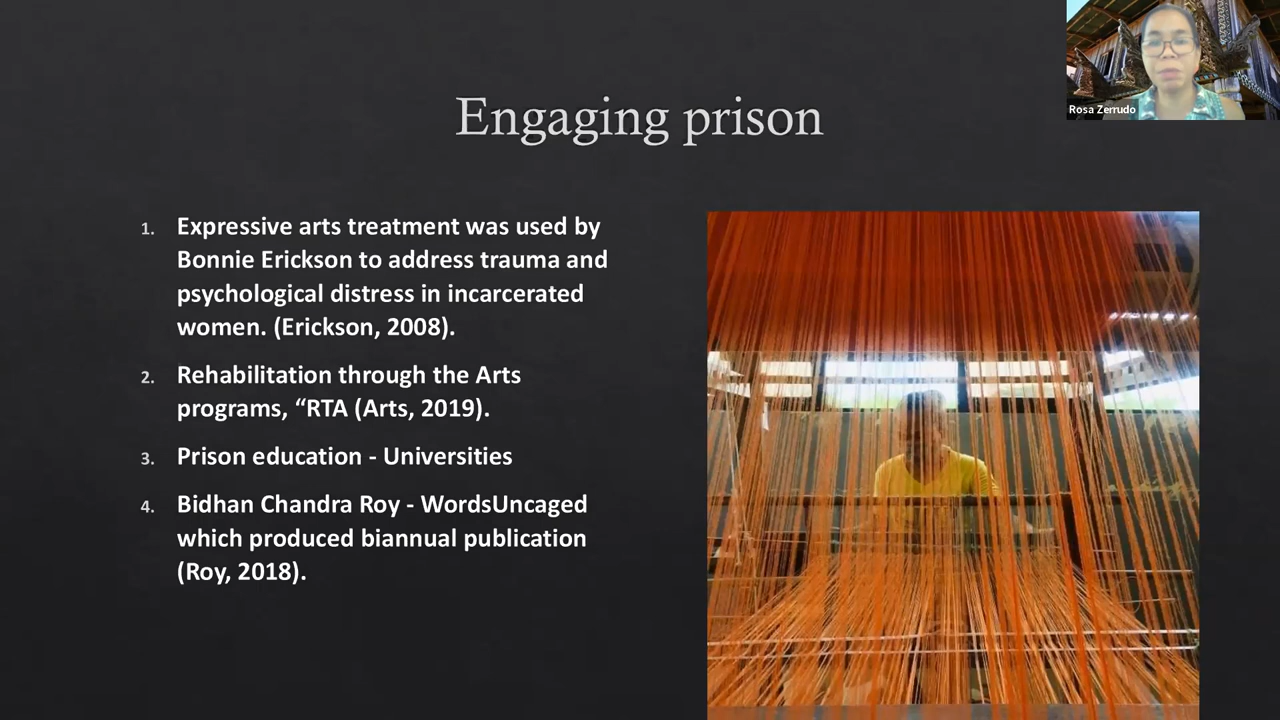 Rosa Zerrudo
Engaging prison
1. Expressive arts treatment was used by
Bonnie Erickson to address trauma and
psychological distress in incarcerated
women. (Erickson, 2008).
2. Rehabilitation through the Arts
programs, “RTA (Arts, 2019).
3. Prison education - Universities
4. Bidhan Chandra Roy - WordsUncaged
which produced biannual publication
(Roy, 2018).